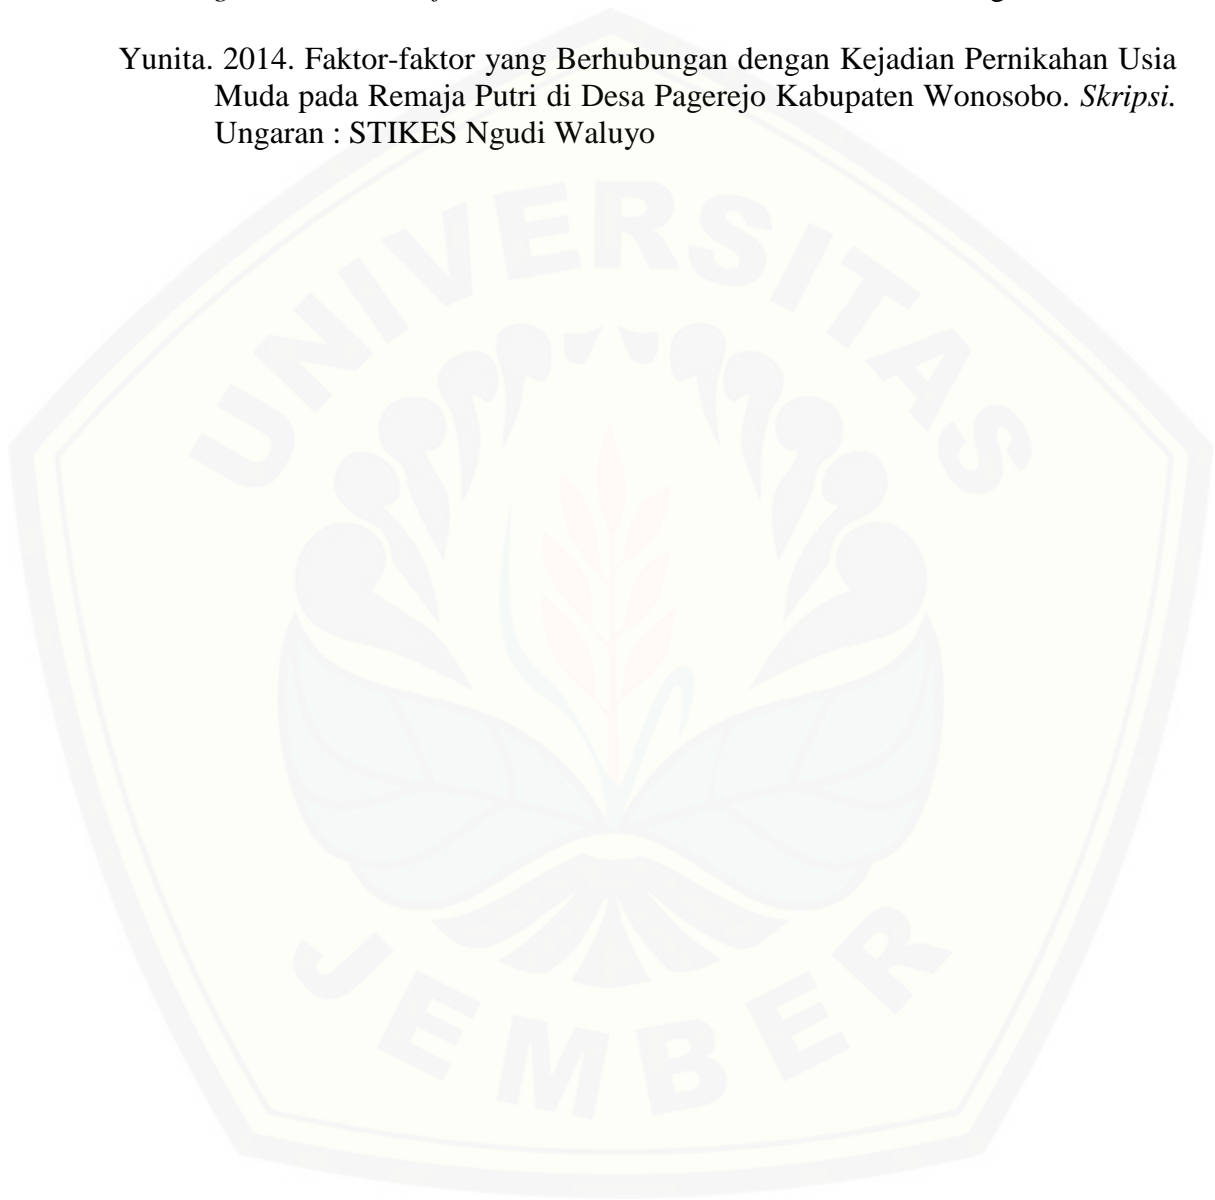 Yunita. 2014. Faktor-faktor yang Berhubungan dengan Kejadian Pernikahan Usia
Muda pada Remaja Putri di Desa Pagerejo Kabupaten Wonosobo. Skripsi.
Ungaran : STIKES Ngudi Waluyo
UNIVERSITAS
JEMBER